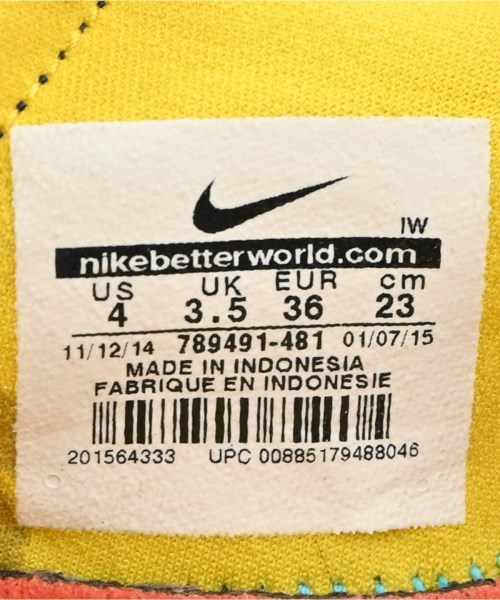 IW
nikebetterworld.com
US UK EUR cm
4 3.5 36 23
11/12/14 789491-481 01/07/15
MADE IN INDONESIA
FABRIQUE EN INDONESIE
201564333 UPC 00885179488046